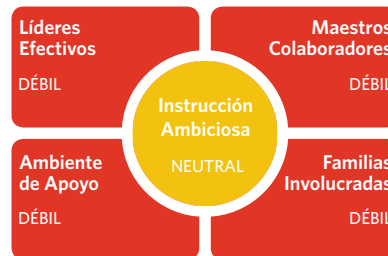 Líderes
Efectivos
DÉBIL
Maestros
Colaboradores
DÉBIL
Instrucción
Ambiciosa
NEUTRAL
Ambiente
de Apoyo
DÉBIL
Familias
Involucradas
DÉBIL